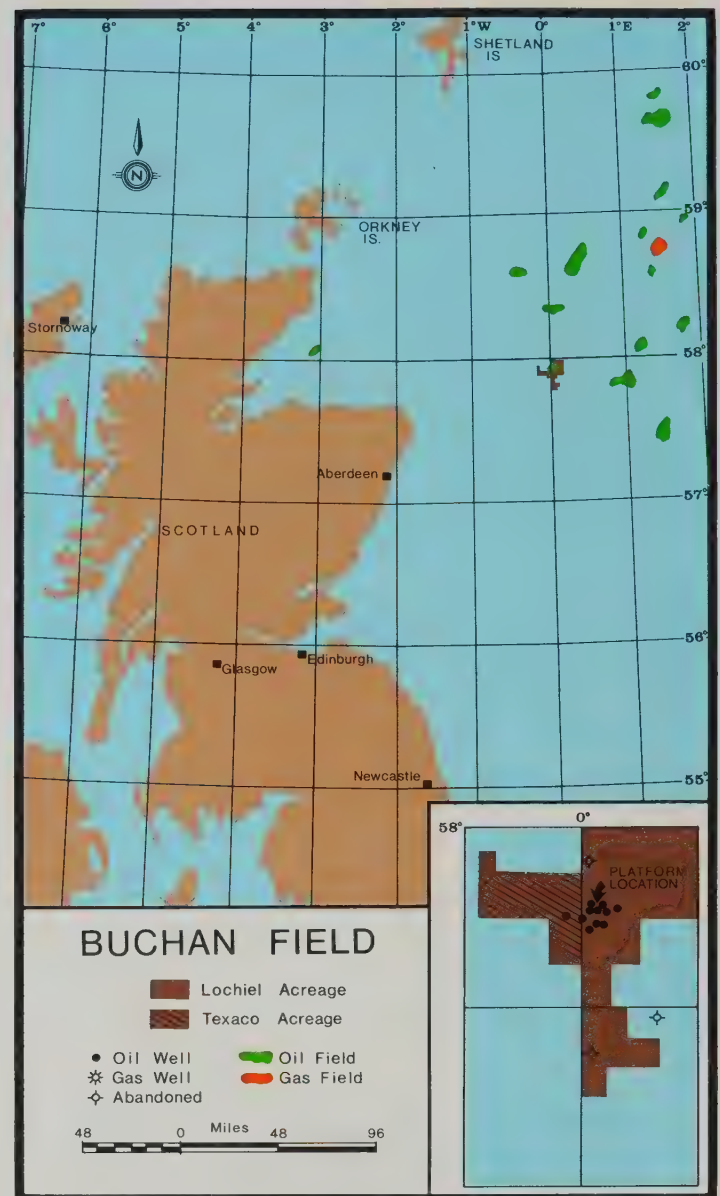 7° 6° 5° 4° 3° 2° 1°W 0° 1°E 2°
SHETLAND
IS
60°
N
59°
ORKNEY
IS.
Stornoway
58°
Aberdeen
57°
SCOTLAND
56°
Edinburgh
Glasgow
Newcastle
55°
58° 0°
PLATFORM
LOCATION
BUCHAN FIELD
Lochiel Acreage
Texaco Acreage
Oil Well Oil Field
Gas Well Gas Field
Abandoned
48 0 Miles 48 96